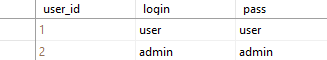 user_id login pass
1 user user
2 admin admin